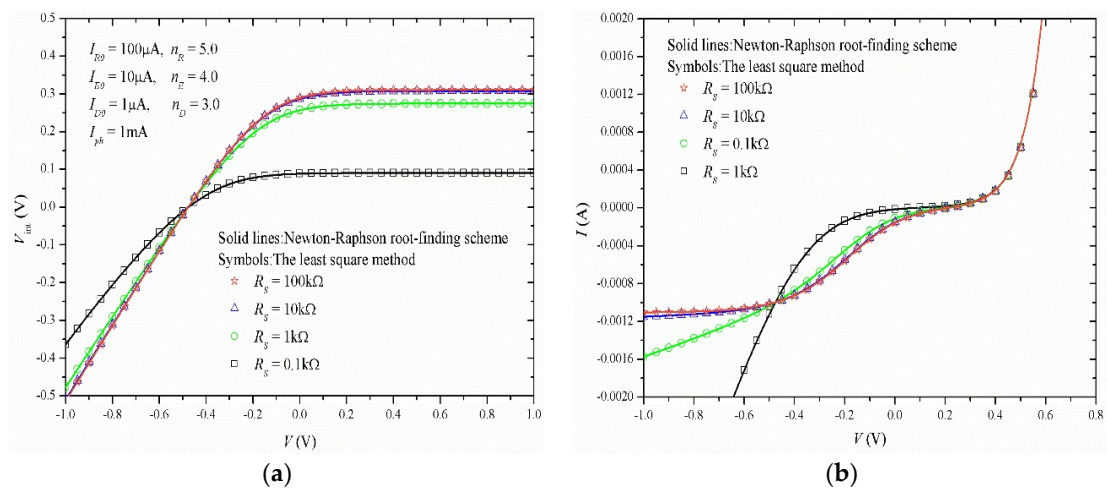 I_R0 = 100μA, n_R = 5.0
I_E0 = 10μA, n_E = 4.0
I_D0 = 1μA, n_D = 3.0
I_ph = 1mA
Solid lines:Newton-Raphson root-finding scheme
Symbols:The least square method
R_S = 100kΩ
R_S = 10kΩ
R_S = 1kΩ
R_S = 0.1kΩ
0.5
0.4
0.3
0.2
0.1
0.0
-0.1
-0.2
-0.3
-0.4
-0.5
V_int (V)
-1.0 -0.8 -0.6 -0.4 -0.2 0.0 0.2 0.4 0.6 0.8 1.0
V (V)
(a)
Solid lines:Newton-Raphson root-finding scheme
Symbols:The least square method
R_S = 100kΩ
R_S = 10kΩ
R_S = 0.1kΩ
R_S = 1kΩ
0.0020
0.0016
0.0012
0.0008
0.0004
0.0000
-0.0004
-0.0008
-0.0012
-0.0016
-0.0020
I (A)
-1.0 -0.8 -0.6 -0.4 -0.2 0.0 0.2 0.4 0.6 0.8
V (V)
(b)